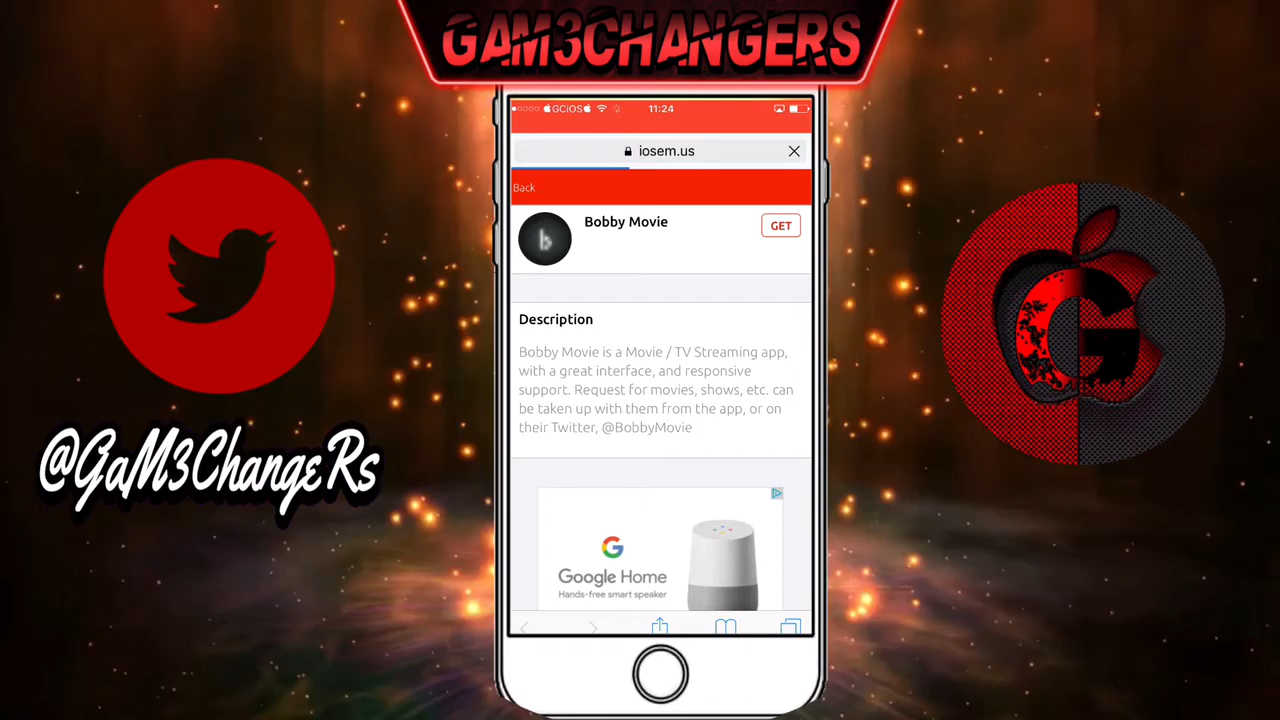 GAM3CHANGERS
GCiOS
11:24
iosem.us
Back
b
Bobby Movie
GET
Description
Bobby Movie is a Movie / TV Streaming app,
with a great interface, and responsive
support. Request for movies, shows, etc. can
be taken up with them from the app, or on
their Twitter, @BobbyMovie
G
Google Home
Hands-free smart speaker
@GaM3ChangeRs
G